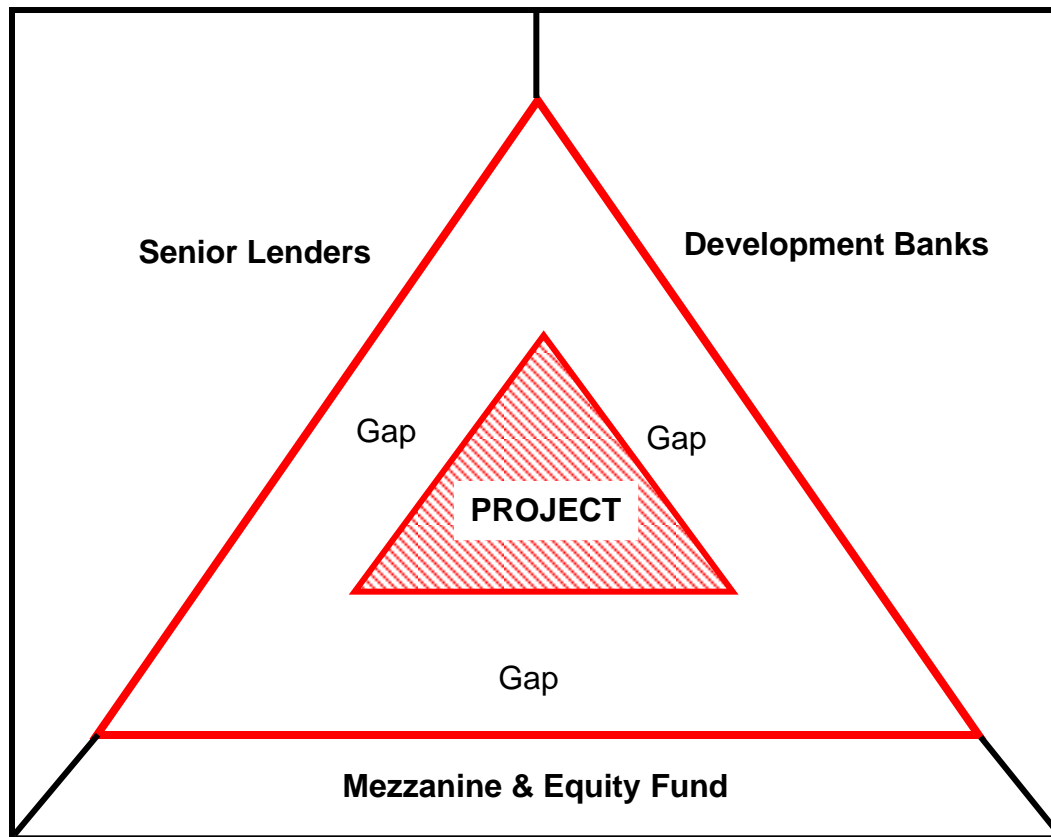 Senior Lenders
Development Banks
Gap
Gap
PROJECT
Gap
Mezzanine & Equity Fund